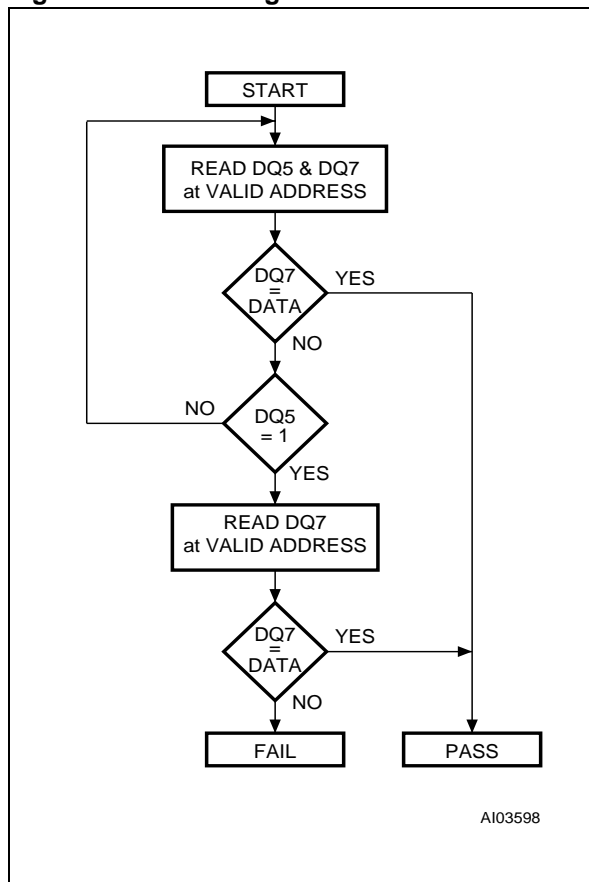 START
READ DQ5 & DQ7
at VALID ADDRESS
DQ7
=
DATA
YES
NO
DQ5
= 1
NO
YES
READ DQ7
at VALID ADDRESS
DQ7
=
DATA
YES
NO
FAIL
PASS
AI03598